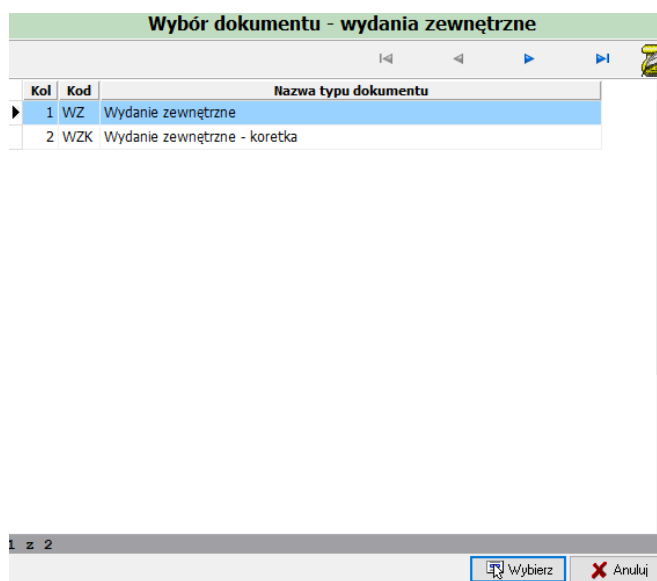 Wybór dokumentu - wydania zewnętrzne
Kol Kod Nazwa typu dokumentu
1 WZ Wydanie zewnętrzne
2 WZK Wydanie zewnętrzne - koretka
1 z 2
Wybierz Anuluj